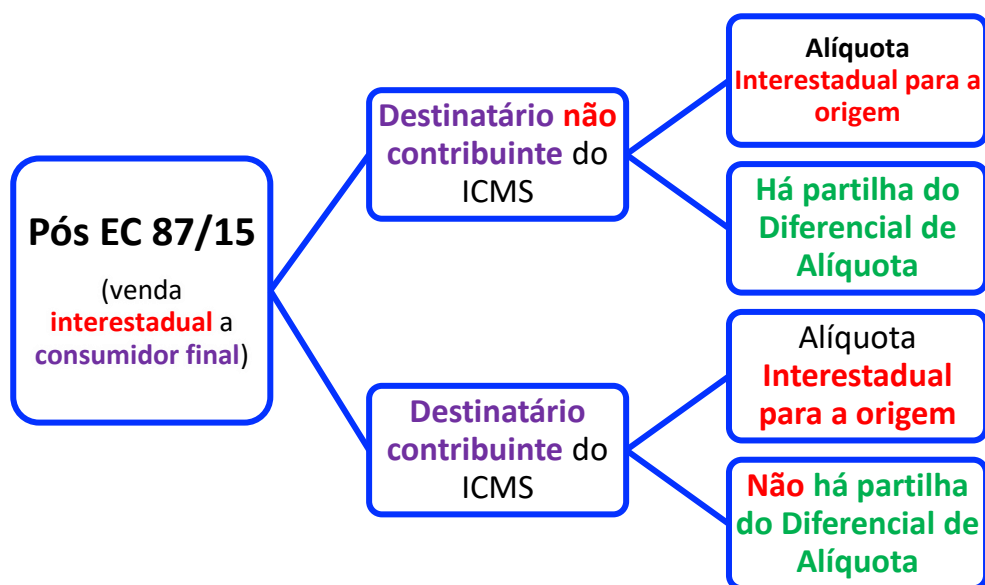 Pós EC 87/15
(venda
interestadual a
consumidor final)
Destinatário não
contribuinte do
ICMS
Alíquota
Interestadual para a
origem
Há partilha do
Diferencial de
Alíquota
Destinatário
contribuinte do
ICMS
Alíquota
Interestadual
para a origem
Não há partilha
do Diferencial de
Alíquota